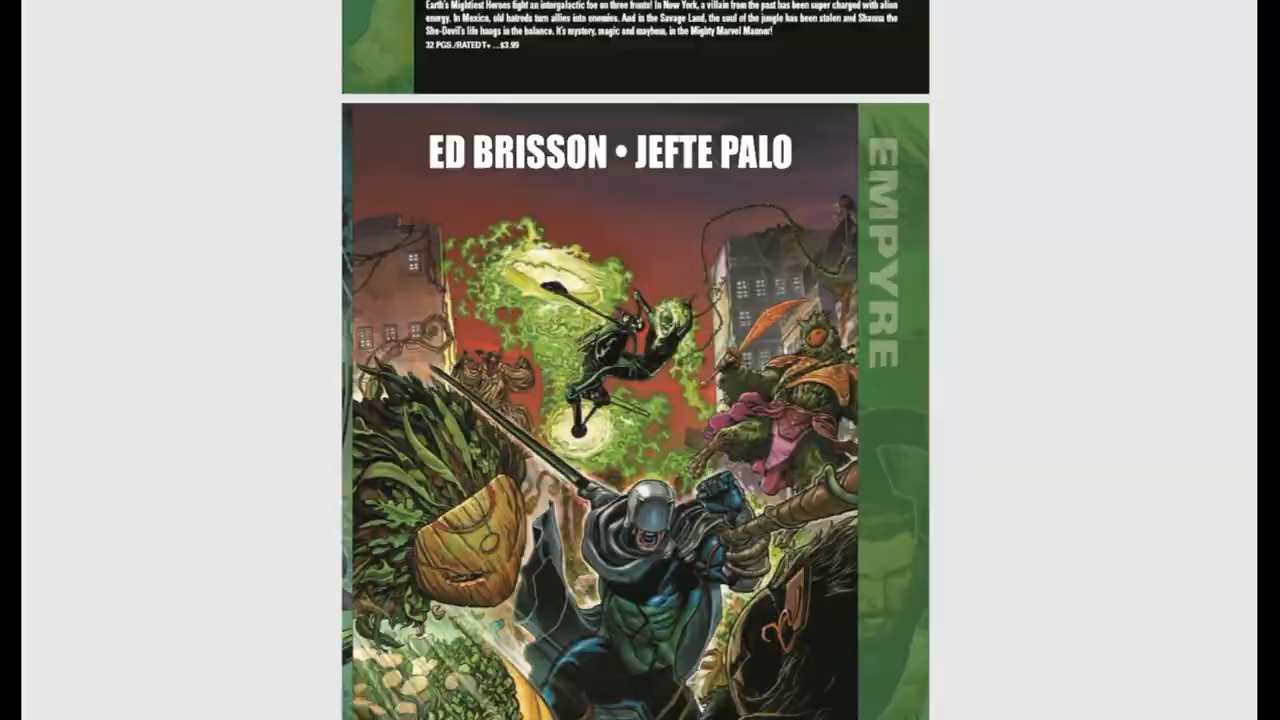 Earth's Mightiest Heroes fight an intergalactic foe on three fronts! In New York, a villain from the past has been super charged with alien
energy. In Mexico, old hatreds turn allies into enemies. And in the Savage Land, the soul of the jungle has been stolen and Shanna the
She-Devil's life hangs in the balance. It's mystery, magic and mayhem, in the Mighty Marvel Manner!
32 PGS./RATED T+ ...$3.99
ED BRISSON • JEFTE PALO
EMPYRE